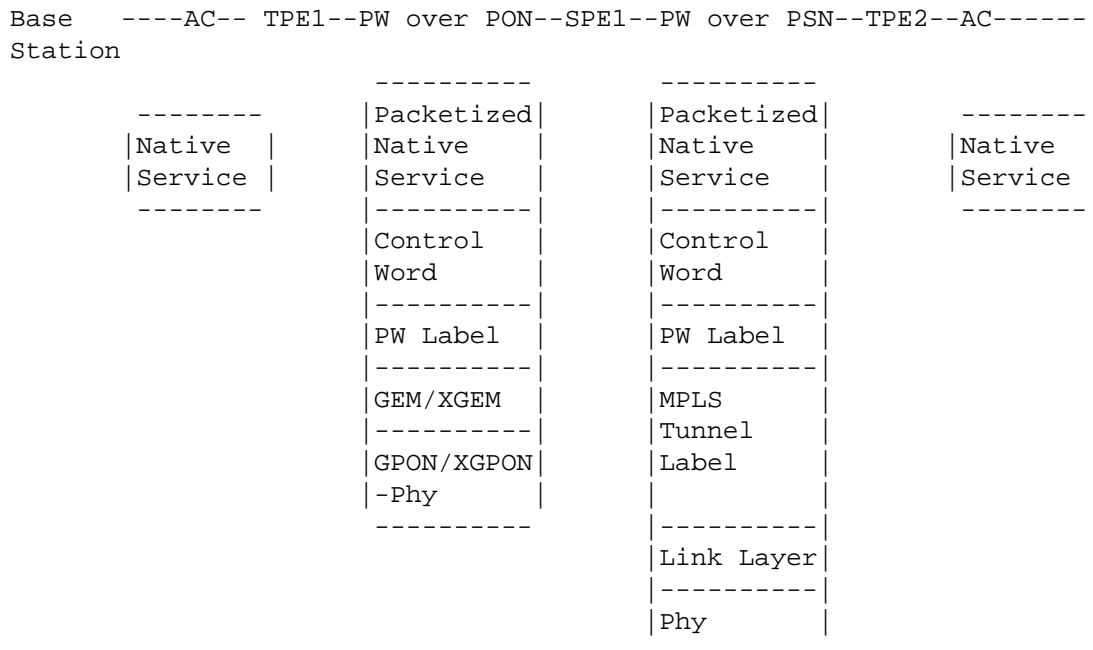 Base ----AC-- TPE1--PW over PON--SPE1--PW over PSN--TPE2--AC------
Station
---------- ----------
-------- |Packetized| |Packetized| --------
|Native | |Native | |Native | |Native
|Service | |Service | |Service | |Service
-------- |----------| |----------| --------
|Control | |Control |
|Word | |Word |
|----------| |----------|
|PW Label | |PW Label |
|----------| |----------|
|GEM/XGEM | |MPLS |
|----------| |Tunnel |
|GPON/XGPON| |Label |
|-Phy | | |
---------- |----------|
|Link Layer|
|----------|
|Phy |